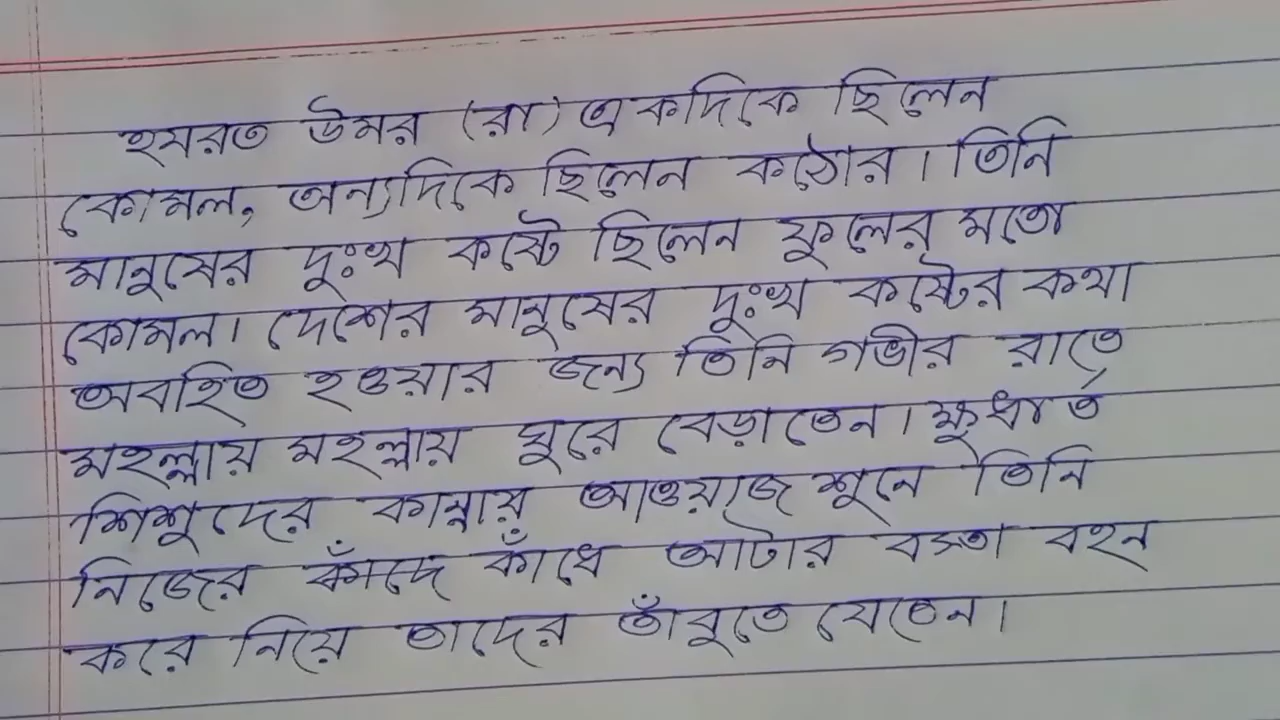 হযরত উমর (রা) একদিকে ছিলেন
কোমল, অন্যদিকে ছিলেন কঠোর। তিনি
মানুষের দুঃখ কষ্টে ছিলেন ফুলের মতো
কোমল। দেশের মানুষের দুঃখ কষ্টের কথা
অবহিত হওয়ার জন্য তিনি গভীর রাতে
মহল্লায় মহল্লায় ঘুরে বেড়াতেন। ক্ষুধার্ত
শিশুদের কান্নার আওয়াজ শুনে তিনি
নিজের কাঁদে কাঁধে আটার বস্তা বহন
করে নিয়ে তাদের তাঁবুতে যেতেন।